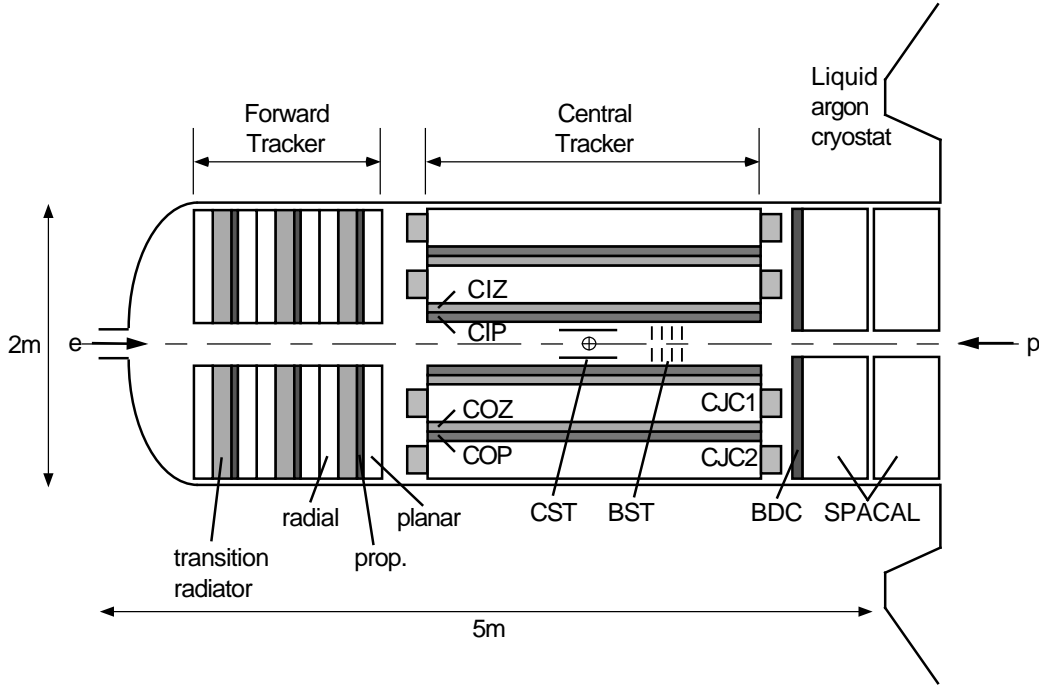 Liquid
argon
cryostat
Forward
Tracker
Central
Tracker
CIZ
CIP
2m
e
p
COZ
COP
CJC1
CJC2
CST
BST
BDC
SPACAL
radial
planar
transition
radiator
prop.
5m